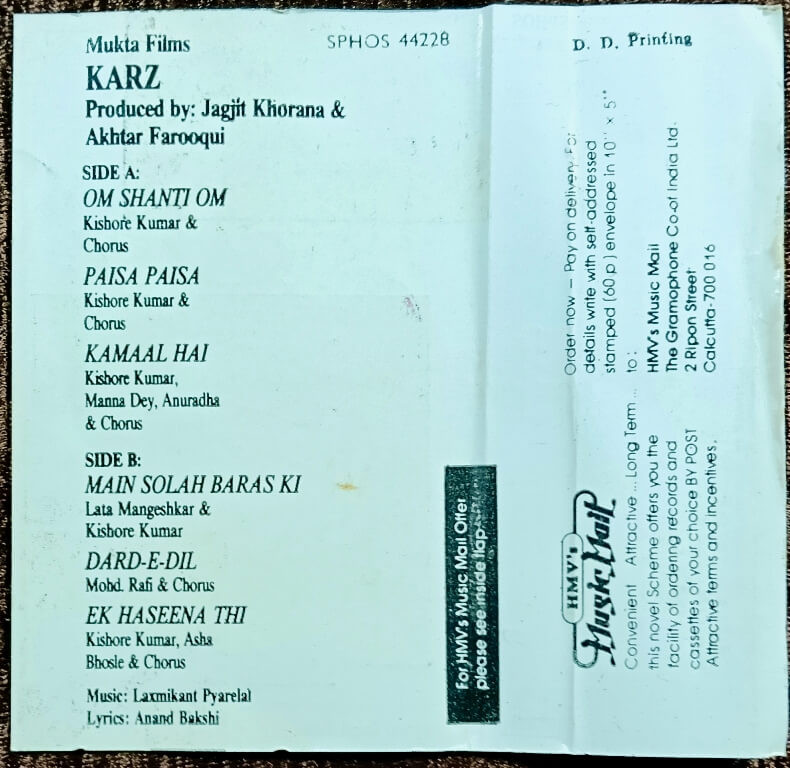 Mukta Films
SPHOS 44228
KARZ
Produced by: Jagjit Khorana &
Akhtar Farooqui
SIDE A:
OM SHANTI OM
Kishore Kumar &
Chorus
PAISA PAISA
Kishore Kumar &
Chorus
KAMAAL HAI
Kishore Kumar,
Manna Dey, Anuradha
& Chorus
SIDE B:
MAIN SOLAH BARAS KI
Lata Mangeshkar &
Kishore Kumar
DARD-E-DIL
Mohd. Rafi & Chorus
EK HASEENA THI
Kishore Kumar, Asha
Bhosle & Chorus
Music: Laxmikant Pyarelal
Lyrics: Anand Bakshi
For HMV's Music Mail Offer
please see inside flap
D. D. Printing
HMV's
Music Mail
Convenient Attractive ... Long Term ...
this novel Scheme offers you the
facility of ordering records and
cassettes of your choice BY POST
Attractive terms and incentives.
Order now – Pay on delivery. For
details write with self-addressed
stamped (60 p) envelope in 10" × 5"
to:
HMV's Music Mail
The Gramophone Co. of India Ltd.
2 Ripon Street
Calcutta-700 016